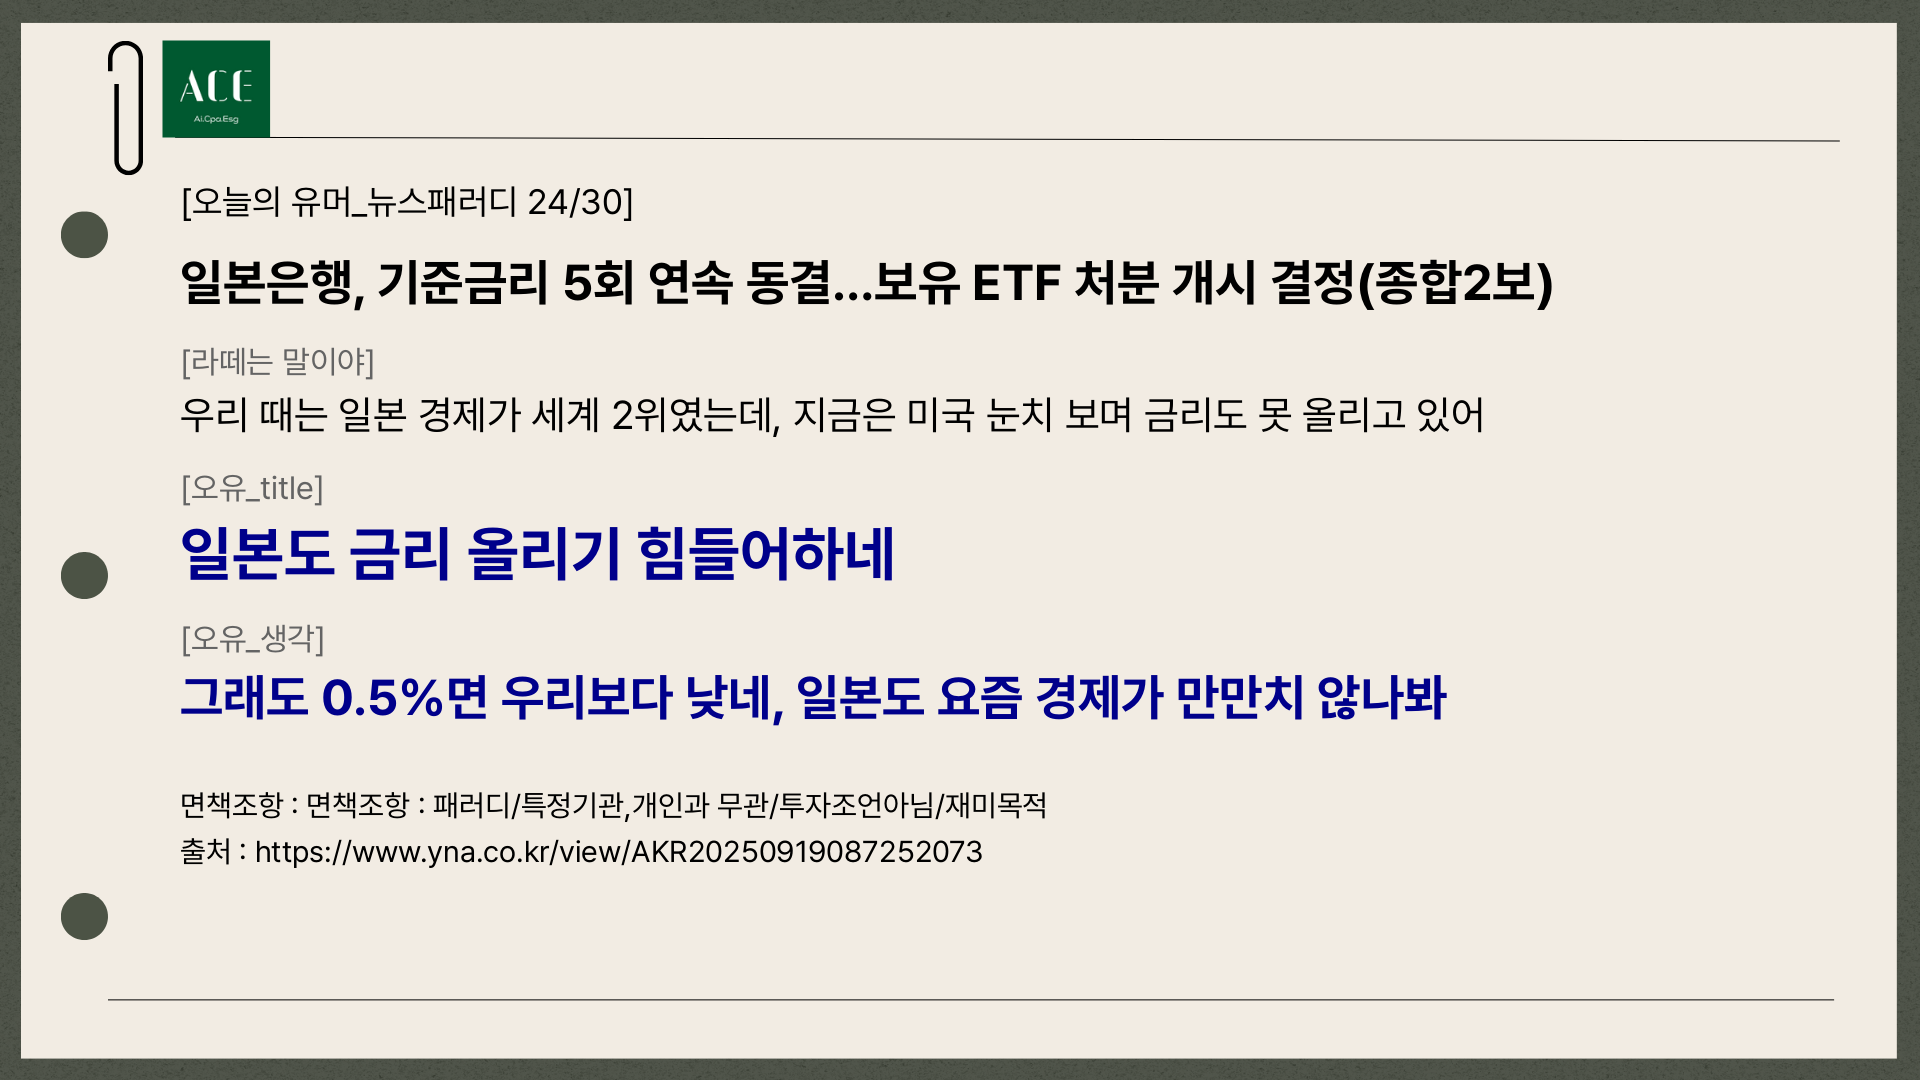 ACE
Ai.Cpa.Esg
[오늘의 유머_뉴스패러디 24/30]
일본은행, 기준금리 5회 연속 동결...보유 ETF 처분 개시 결정(종합2보)
[라떼는 말이야]
우리 때는 일본 경제가 세계 2위였는데, 지금은 미국 눈치 보며 금리도 못 올리고 있어
[오유_title]
일본도 금리 올리기 힘들어하네
[오유_생각]
그래도 0.5%면 우리보다 낮네, 일본도 요즘 경제가 만만치 않나봐
면책조항 : 면책조항 : 패러디/특정기관,개인과 무관/투자조언아님/재미목적
출처 : https://www.yna.co.kr/view/AKR20250919087252073